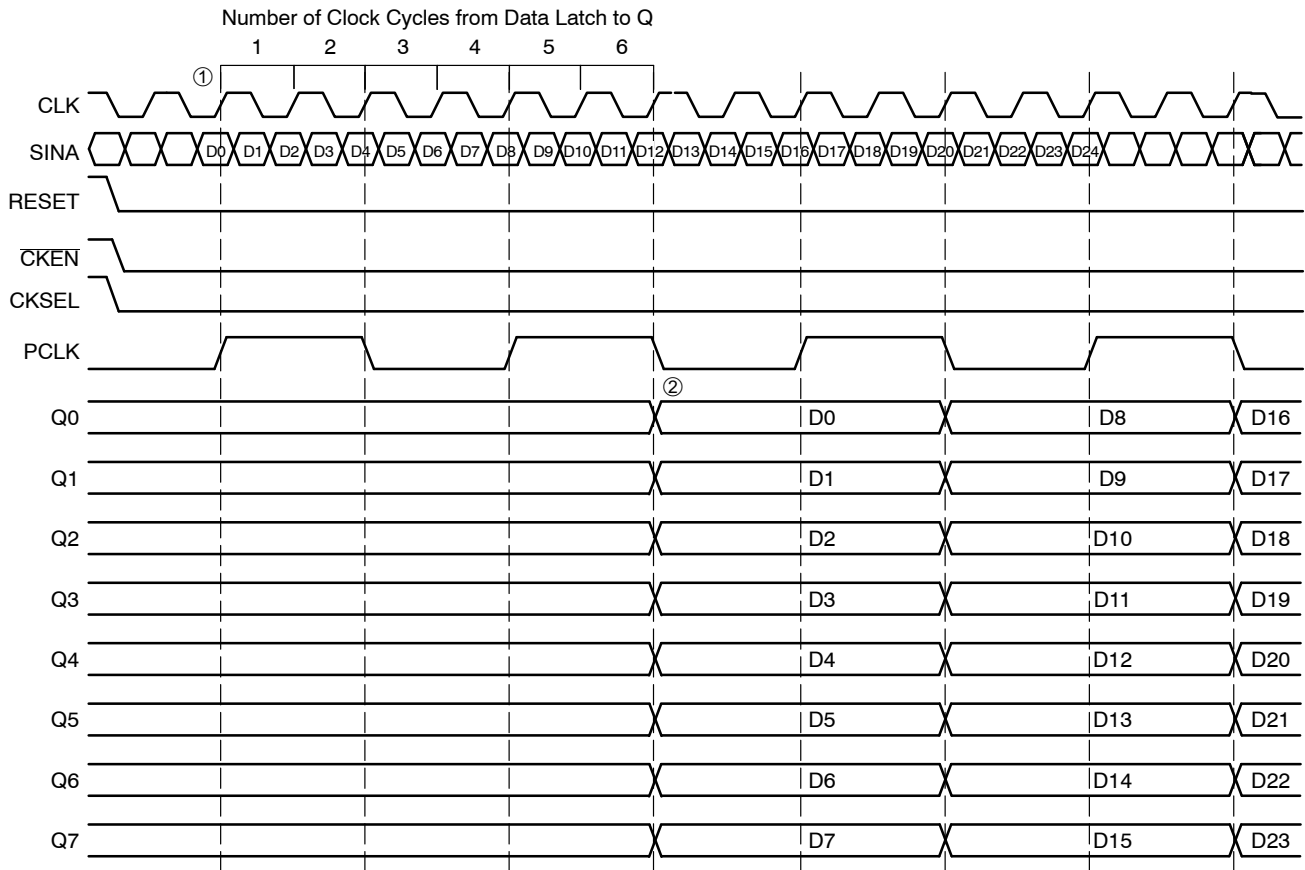 Number of Clock Cycles from Data Latch to Q
1 2 3 4 5 6
①
CLK
SINA D0 D1 D2 D3 D4 D5 D6 D7 D8 D9 D10 D11 D12 D13 D14 D15 D16 D17 D18 D19 D20 D21 D22 D23 D24
RESET
CKEN
CKSEL
PCLK
②
Q0 D0 D8 D16
Q1 D1 D9 D17
Q2 D2 D10 D18
Q3 D3 D11 D19
Q4 D4 D12 D20
Q5 D5 D13 D21
Q6 D6 D14 D22
Q7 D7 D15 D23